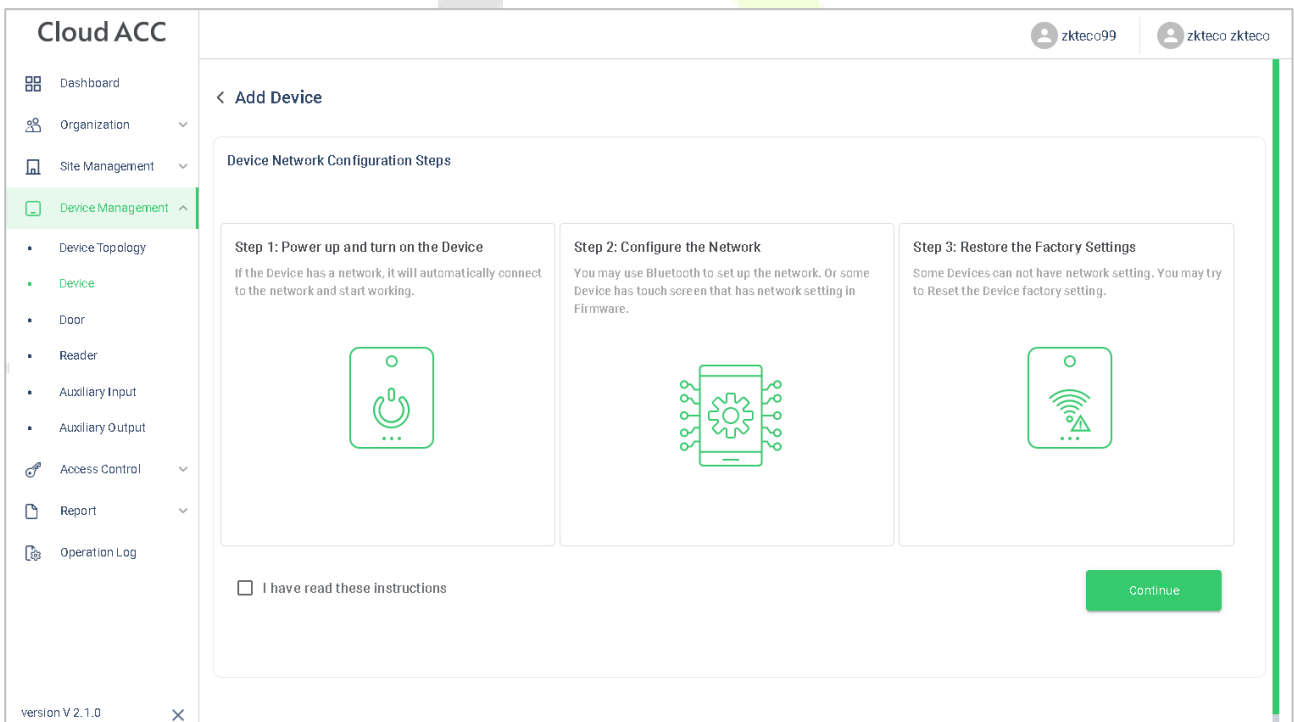 Cloud ACC
zkteco99
zkteco zkteco
Dashboard
Organization
Site Management
Device Management
Device Topology
Device
Door
Reader
Auxiliary Input
Auxiliary Output
Access Control
Report
Operation Log
version V 2.1.0
Add Device
Device Network Configuration Steps
Step 1: Power up and turn on the Device
If the Device has a network, it will automatically connect
to the network and start working.
Step 2: Configure the Network
You may use Bluetooth to set up the network. Or some
Device has touch screen that has network setting in
Firmware.
Step 3: Restore the Factory Settings
Some Devices can not have network setting. You may try
to Reset the Device factory setting.
I have read these instructions
Continue